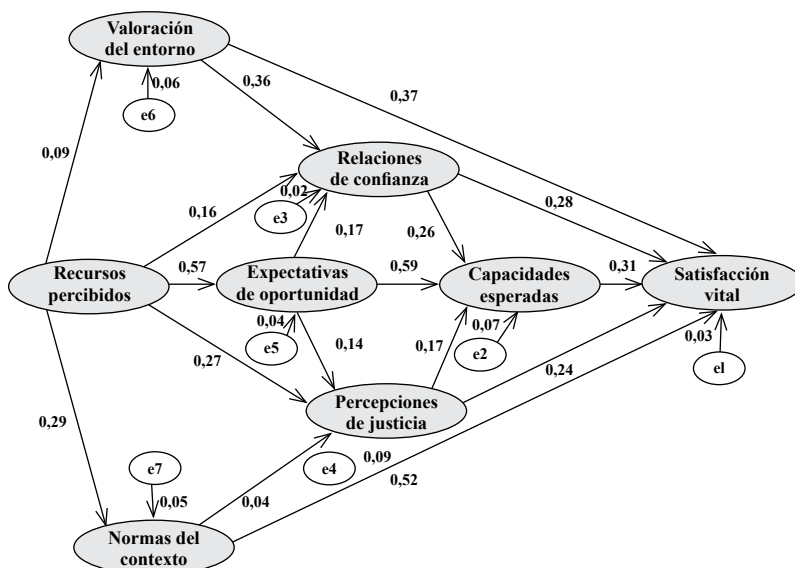 Valoración
del entorno
0,06
0,36
0,37
e6
0,09
Relaciones
de confianza
0,02
e3
0,16
0,17
0,26
0,28
Recursos
percibidos
0,57
Expectativas
de oportunidad
0,59
Capacidades
esperadas
0,31
Satisfacción
vital
0,04
e5
0,07
e2
0,03
el
0,27
0,14
0,17
0,24
Percepciones
de justicia
0,29
e7
e4
0,09
0,52
0,05
0,04
Normas del
contexto